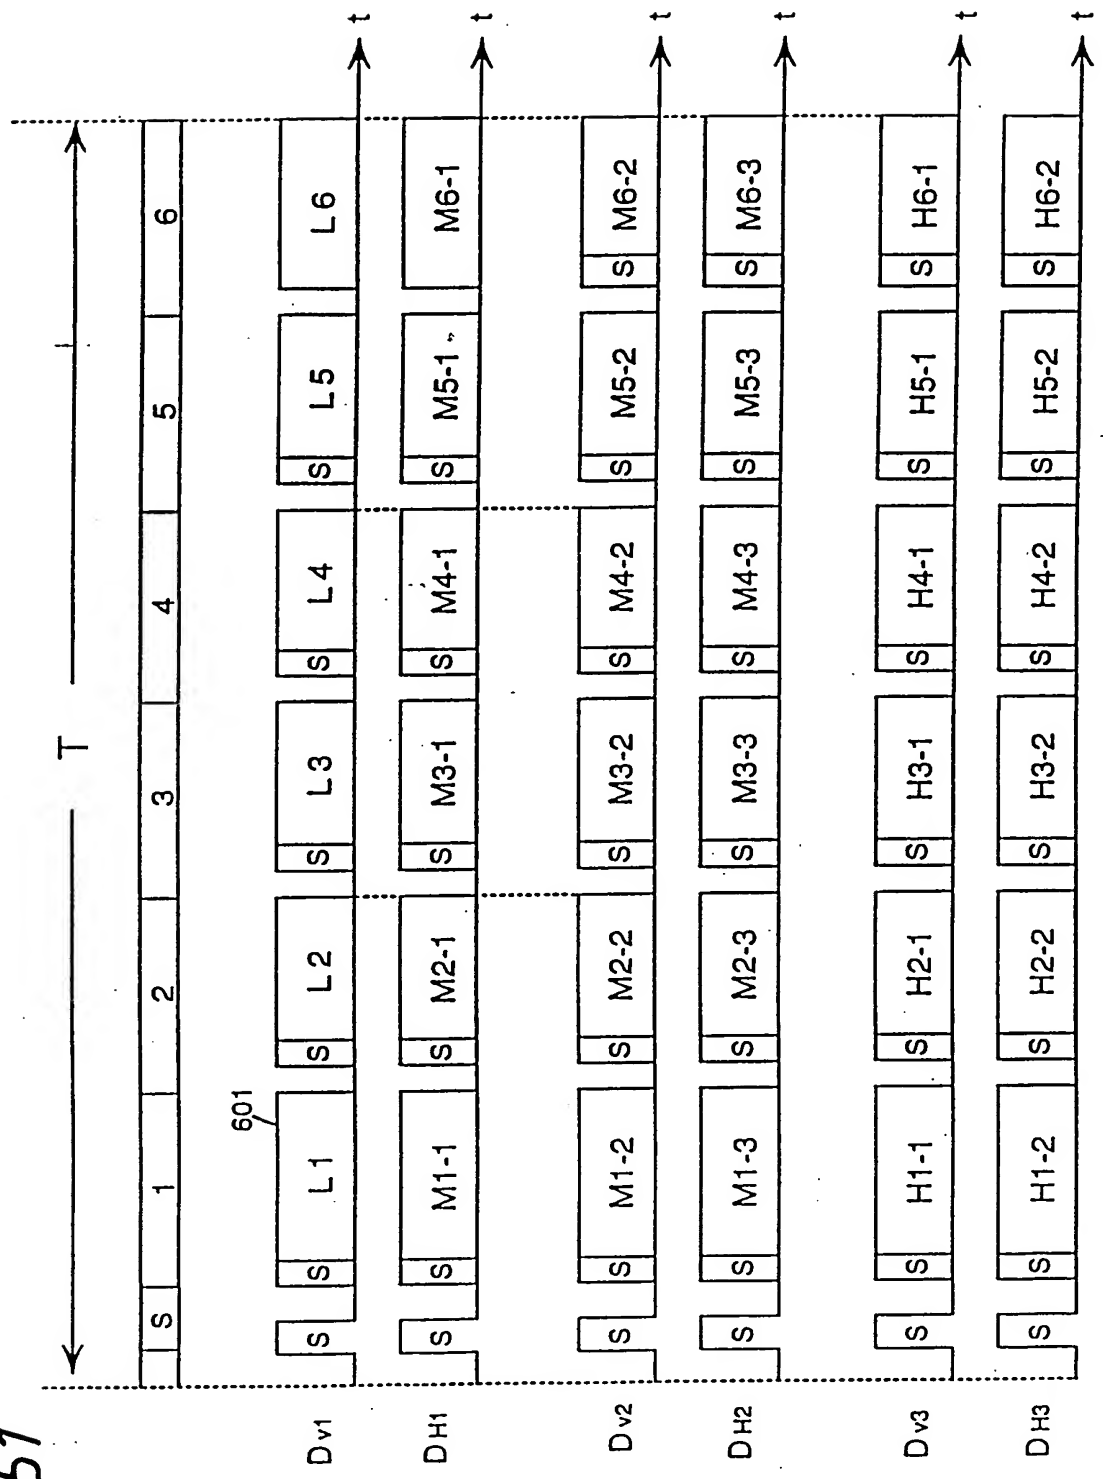 T
S 1 2 3 4 5 6
601
Dv1 S S L1 S L2 S L3 S L4 S L5 L6 t
DH1 S S M1-1 S M2-1 S M3-1 S M4-1 S M5-1 M6-1 t
Dv2 S S M1-2 S M2-2 S M3-2 S M4-2 S M5-2 S M6-2 t
DH2 S S M1-3 S M2-3 S M3-3 S M4-3 S M5-3 S M6-3 t
Dv3 S S H1-1 S H2-1 S H3-1 S H4-1 S H5-1 S H6-1 t
DH3 S S H1-2 S H2-2 S H3-2 S H4-2 S H5-2 S H6-2 t